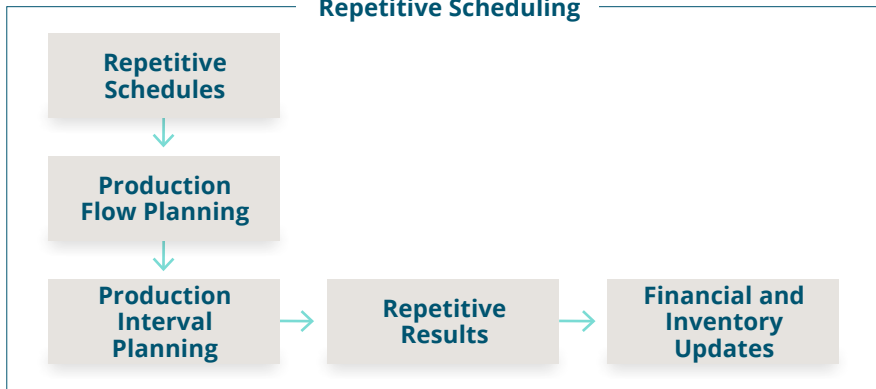 Repetitive Scheduling
Repetitive
Schedules
Production
Flow Planning
Production
Interval
Planning
Repetitive
Results
Financial and
Inventory
Updates